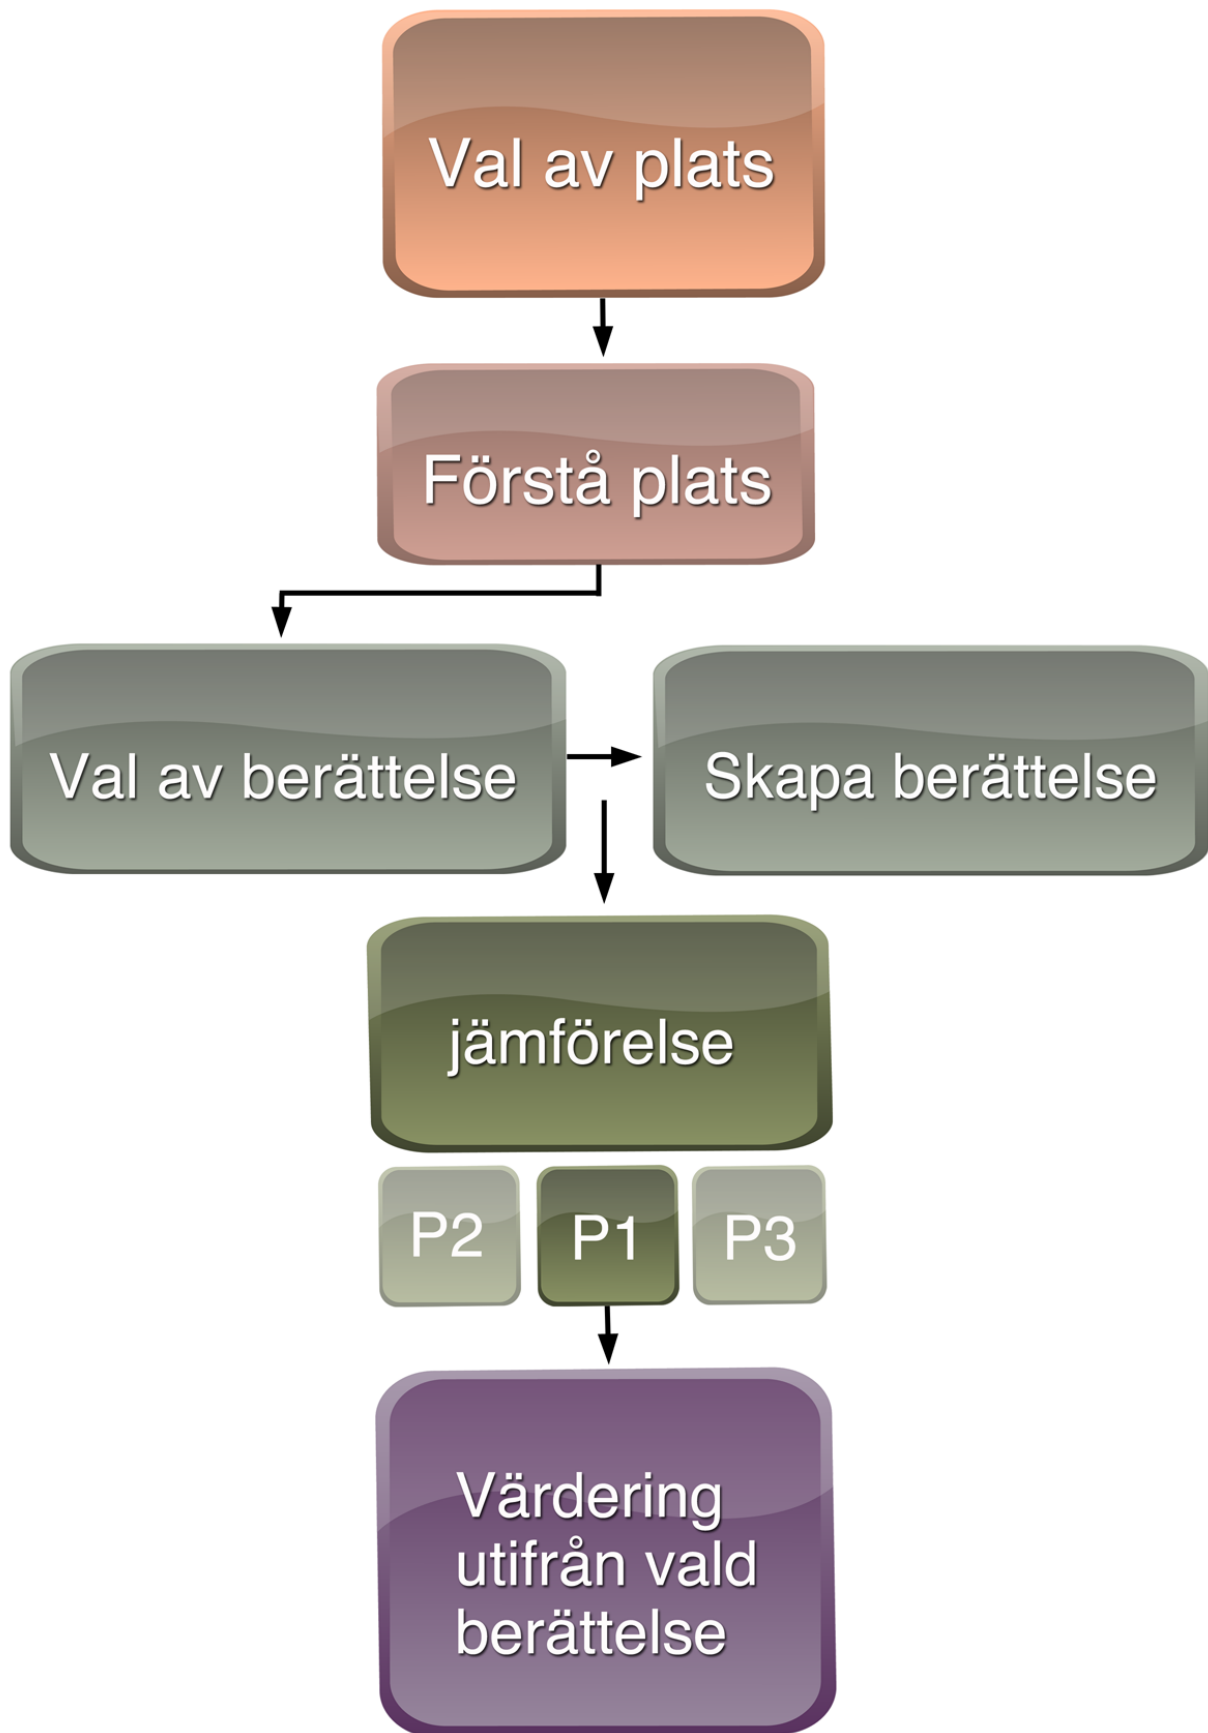 Val av plats
Förstå plats
Val av berättelse
Skapa berättelse
jämförelse
P2
P1
P3
Värdering
utifrån vald
berättelse